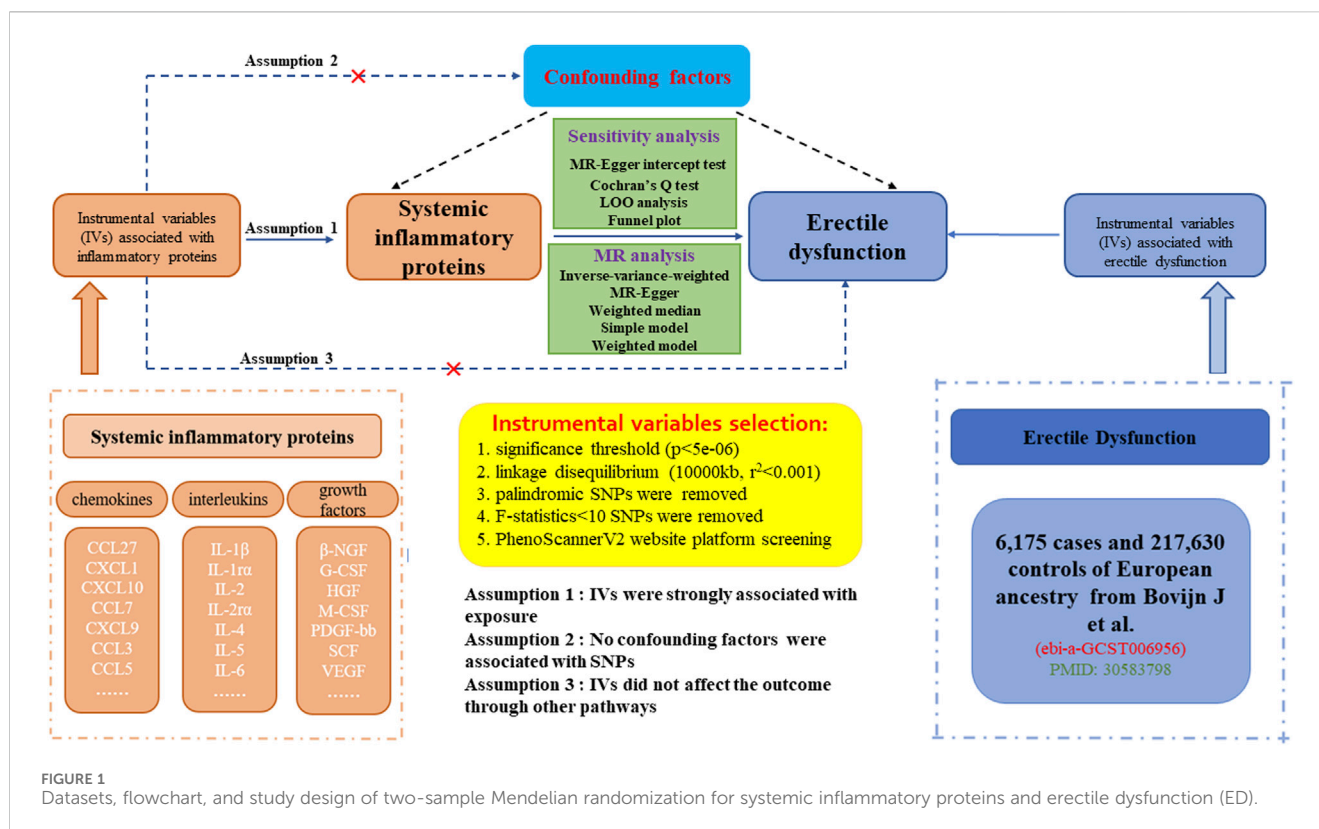 Assumption 2
Confounding factors
Sensitivity analysis
MR-Egger intercept test
Cochran's Q test
LOO analysis
Funnel plot
Instrumental variables
(IVs) associated with
inflammatory proteins
Assumption 1
Systemic
inflammatory
proteins
Erectile
dysfunction
Instrumental variables
(IVs) associated with
erectile dysfunction
MR analysis
Inverse-variance-weighted
MR-Egger
Weighted median
Simple model
Weighted model
Assumption 3
Systemic inflammatory proteins
chemokines
interleukins
growth
factors
CCL27
CXCL1
CXCL10
CCL7
CXCL9
CCL3
CCL5
......
IL-1β
IL-1rα
IL-2
IL-2rα
IL-4
IL-5
IL-6
......
β-NGF
G-CSF
HGF
M-CSF
PDGF-bb
SCF
VEGF
......
Instrumental variables selection:
1. significance threshold (p<5e-06)
2. linkage disequilibrium (10000kb, r²<0.001)
3. palindromic SNPs were removed
4. F-statistics<10 SNPs were removed
5. PhenoScannerV2 website platform screening
Assumption 1 : IVs were strongly associated with
exposure
Assumption 2 : No confounding factors were
associated with SNPs
Assumption 3 : IVs did not affect the outcome
through other pathways
Erectile Dysfunction
6,175 cases and 217,630
controls of European
ancestry from Bovijn J
et al.
(ebi-a-GCST006956)
PMID: 30583798
FIGURE 1
Datasets, flowchart, and study design of two-sample Mendelian randomization for systemic inflammatory proteins and erectile dysfunction (ED).